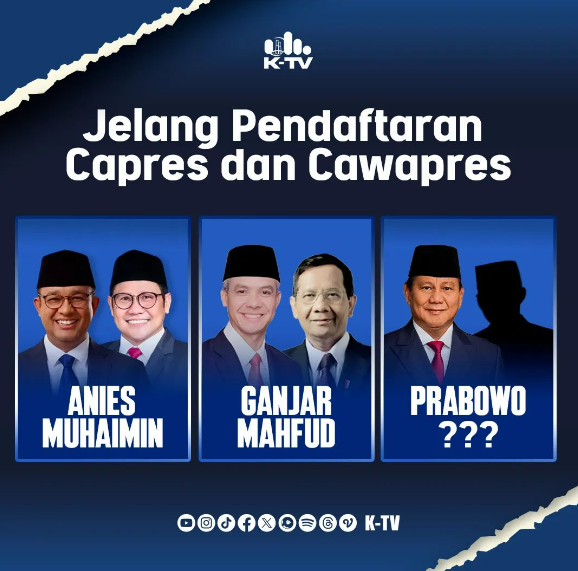 K-TV
Jelang Pendaftaran
Capres dan Cawapres
ANIES
MUHAIMIN
GANJAR
MAHFUD
PRABOWO
???
K-TV